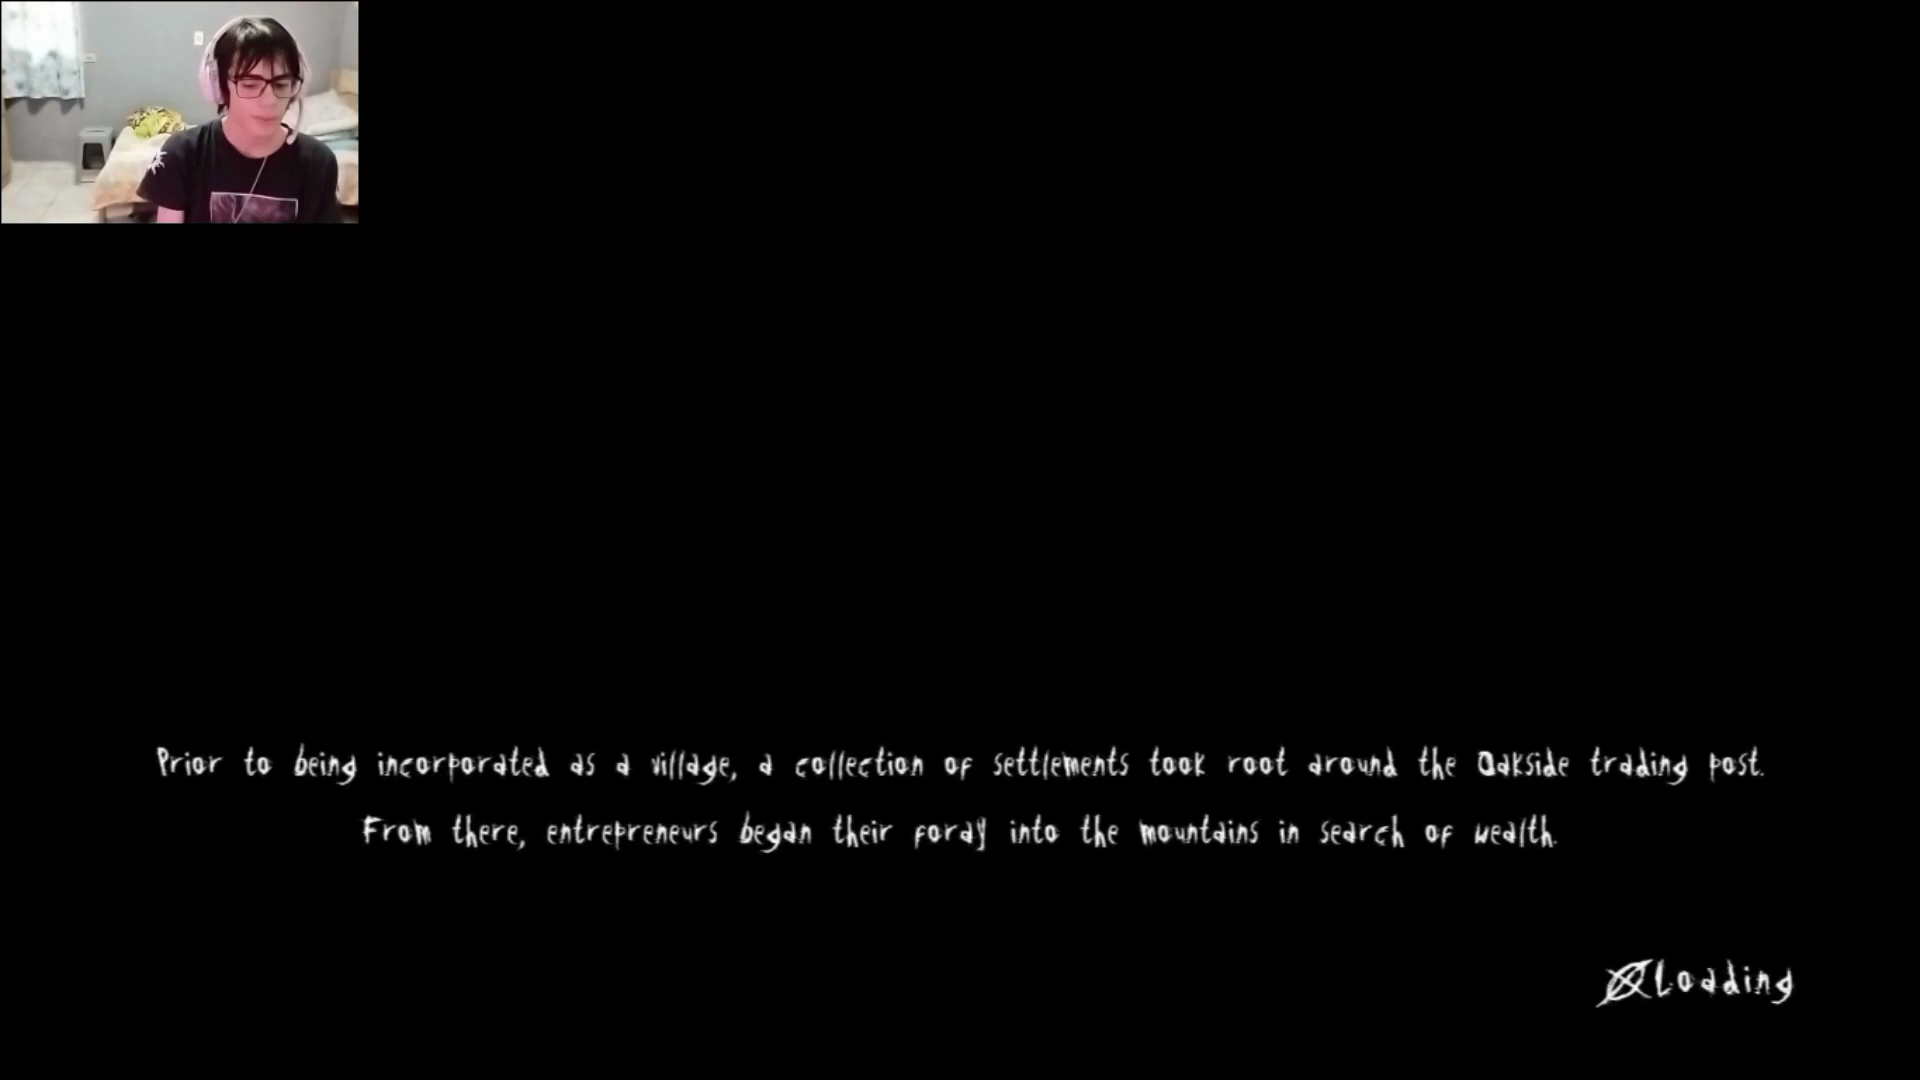 Prior to being incorporated as a village, a collection of settlements took root around the Oakside trading post.
From there, entrepreneurs began their foray into the mountains in search of wealth.
Loading